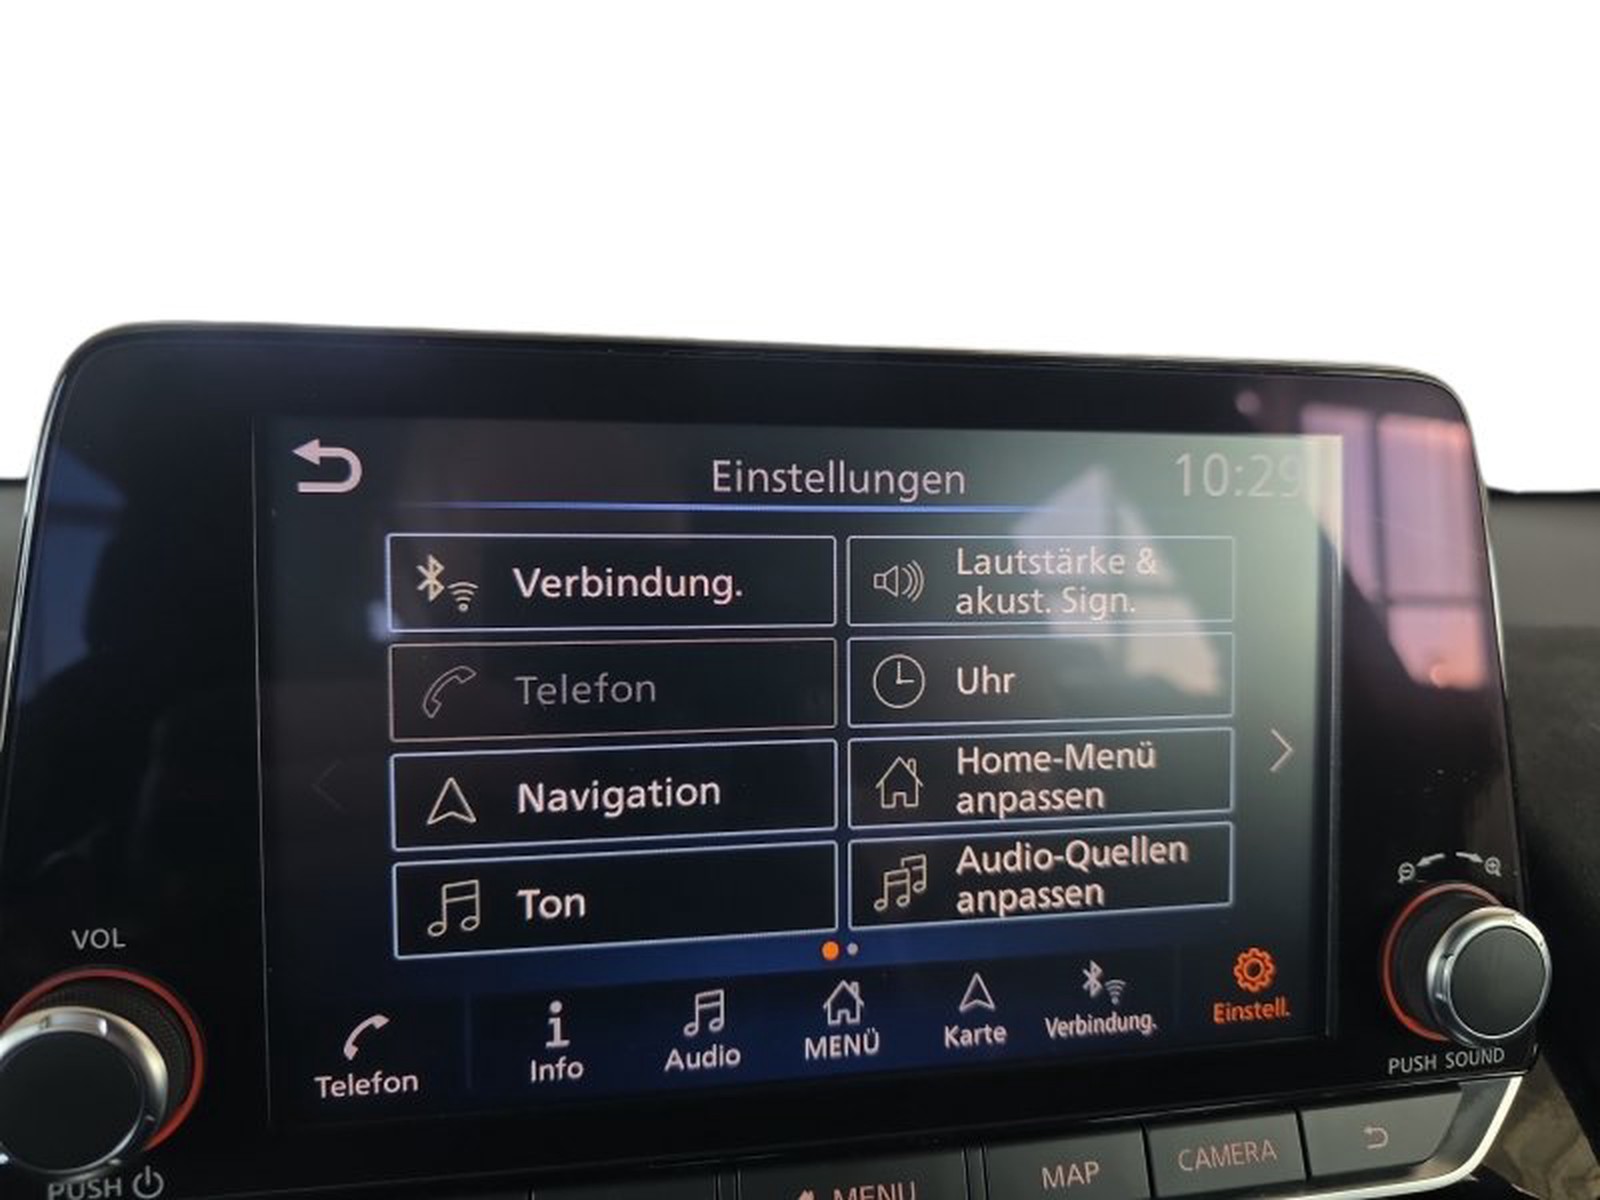 Einstellungen
10:29
Verbindung.
Lautstärke &
akust. Sign.
Telefon
Uhr
Navigation
Home-Menü
anpassen
Ton
Audio-Quellen
anpassen
Telefon
Info
Audio
MENÜ
Karte
Verbindung.
Einstell.
VOL
PUSH
PUSH SOUND
MENU
MAP
CAMERA